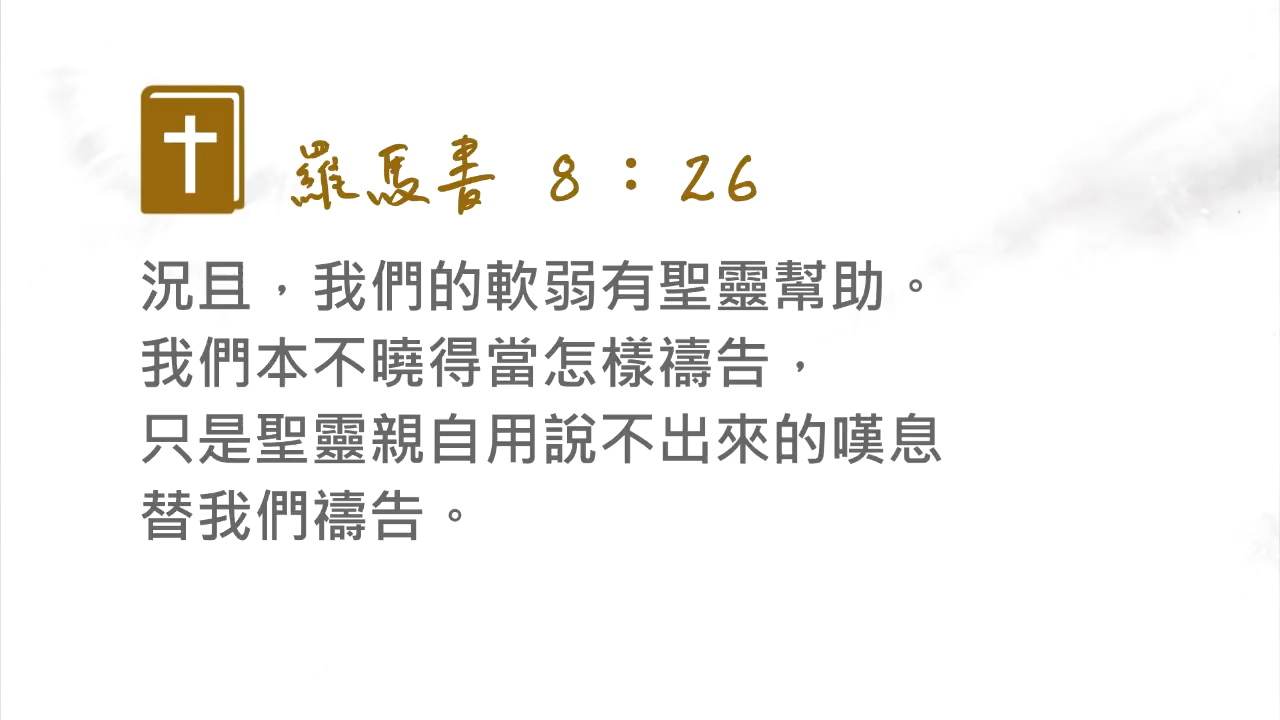 羅馬書 8：26
況且，我們的軟弱有聖靈幫助。
我們本不曉得當怎樣禱告，
只是聖靈親自用說不出來的嘆息
替我們禱告。